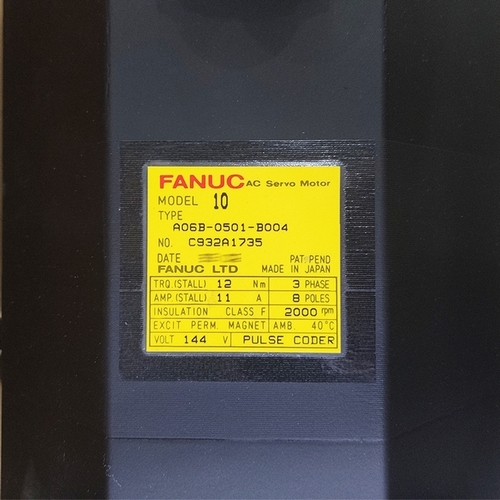 FANUC AC Servo Motor
MODEL 10
TYPE
A06B-0501-B004
NO. C932A1735
DATE PAT PEND
FANUC LTD MADE IN JAPAN
TRQ.(STALL) 12 Nm 3 PHASE
AMP.(STALL) 11 A 8 POLES
INSULATION CLASS F 2000 rpm
EXCIT PERM. MAGNET AMB. 40°C
VOLT 144 V PULSE CODER